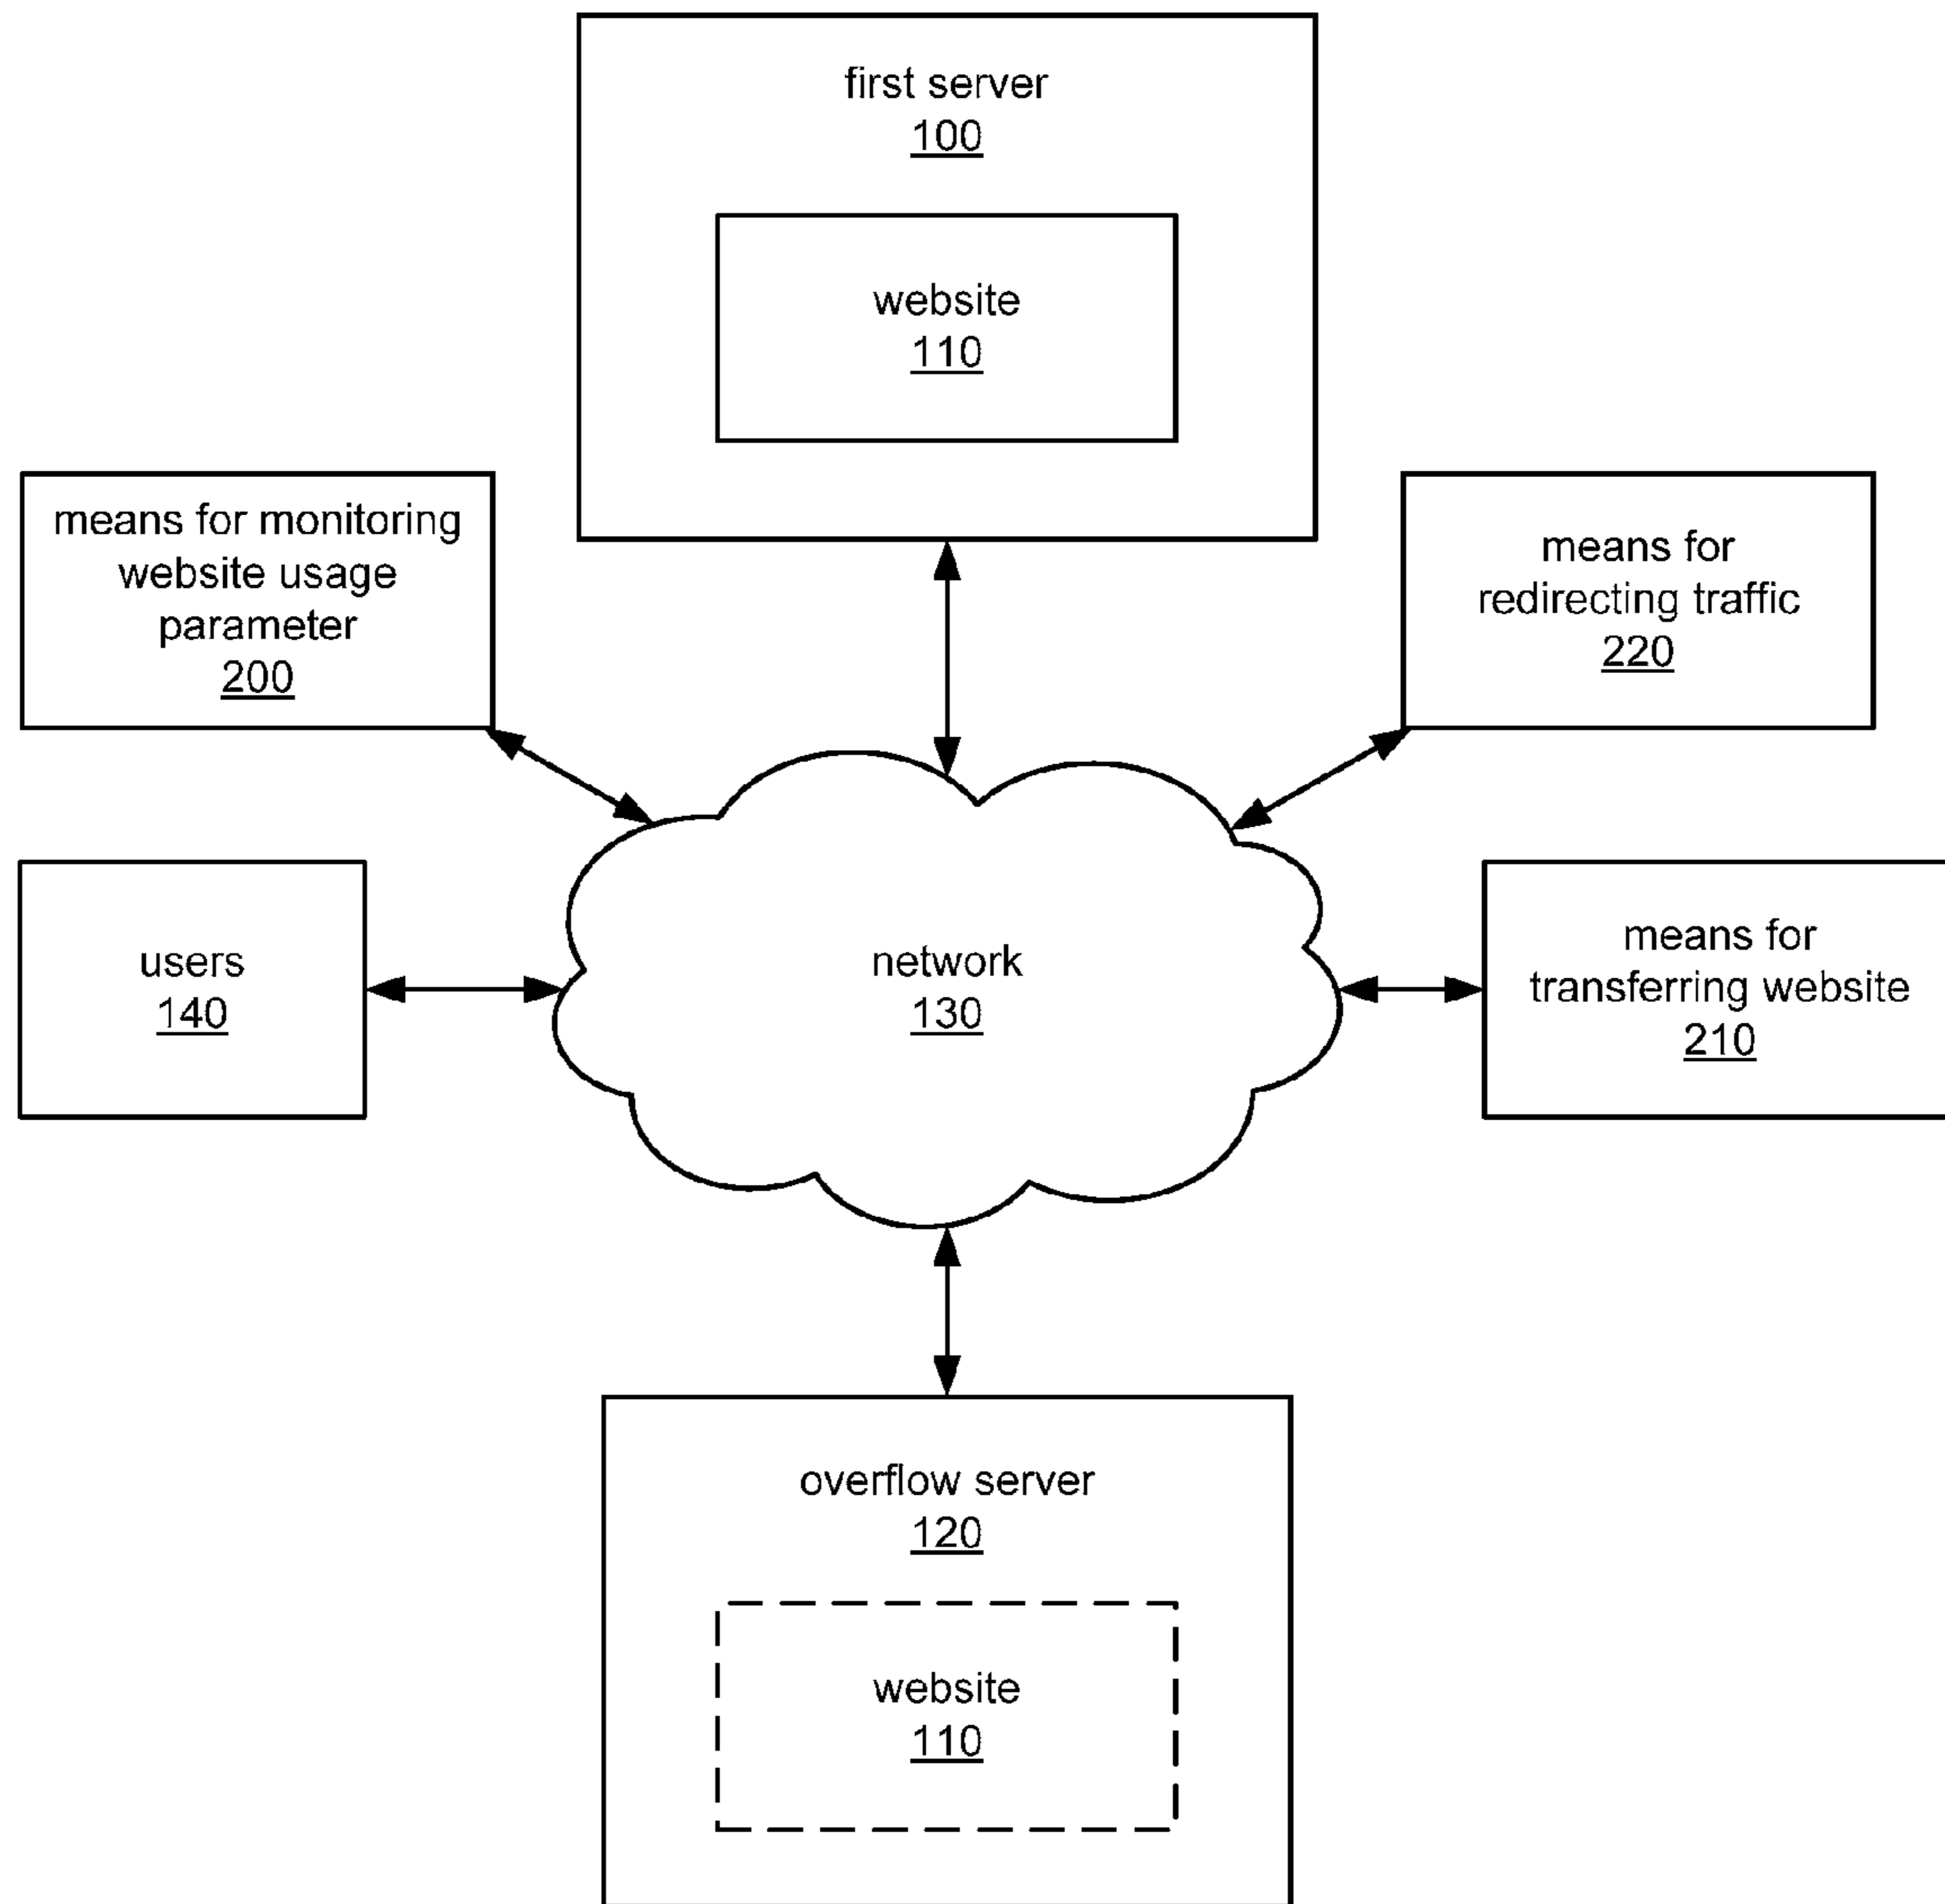 first server
100
website
110
means for monitoring
website usage
parameter
200
means for
redirecting traffic
220
users
140
network
130
means for
transferring website
210
overflow server
120
website
110